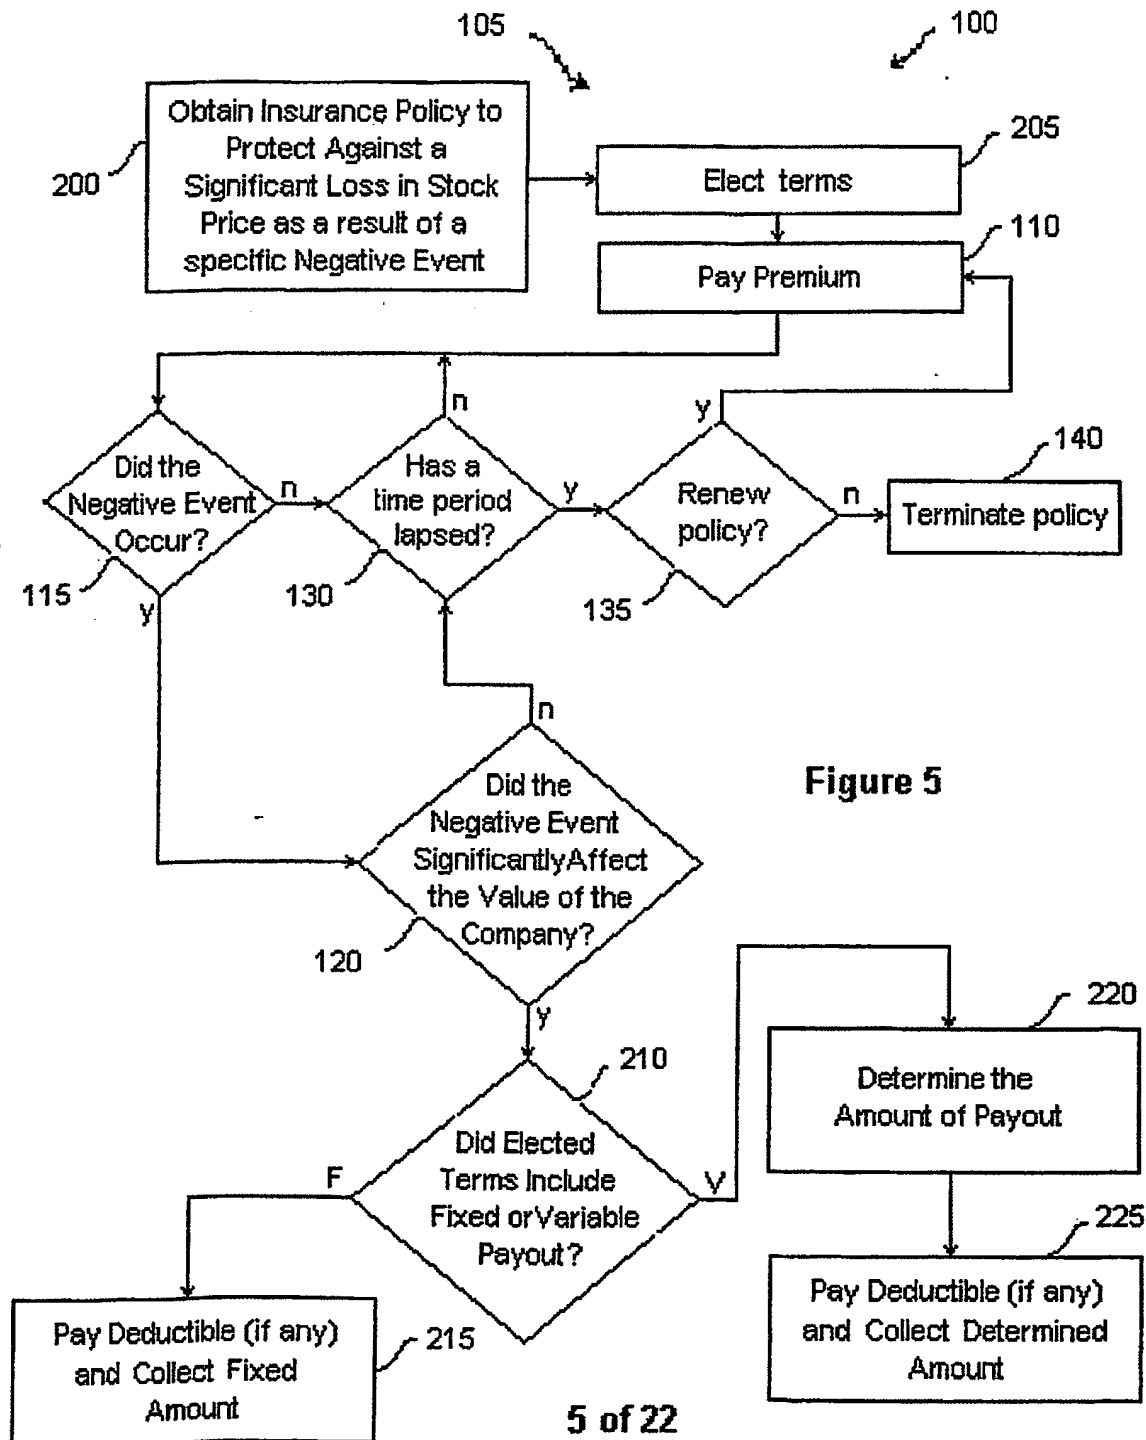 105
100
Obtain Insurance Policy to
Protect Against a
Significant Loss in Stock
Price as a result of a
specific Negative Event
200
205
Elect terms
110
Pay Premium
n
y
140
Did the
Negative Event
Occur?
n
Has a
time period
lapsed?
y
Renew
policy?
n
Terminate policy
115
130
135
y
n
Did the
Negative Event
Significantly Affect
the Value of the
Company?
Figure 5
120
y
210
220
Determine the
Amount of Payout
Did Elected
Terms Include
Fixed or Variable
Payout?
F
V
225
Pay Deductible (if any)
and Collect Determined
Amount
Pay Deductible (if any)
and Collect Fixed
Amount
215
5 of 22